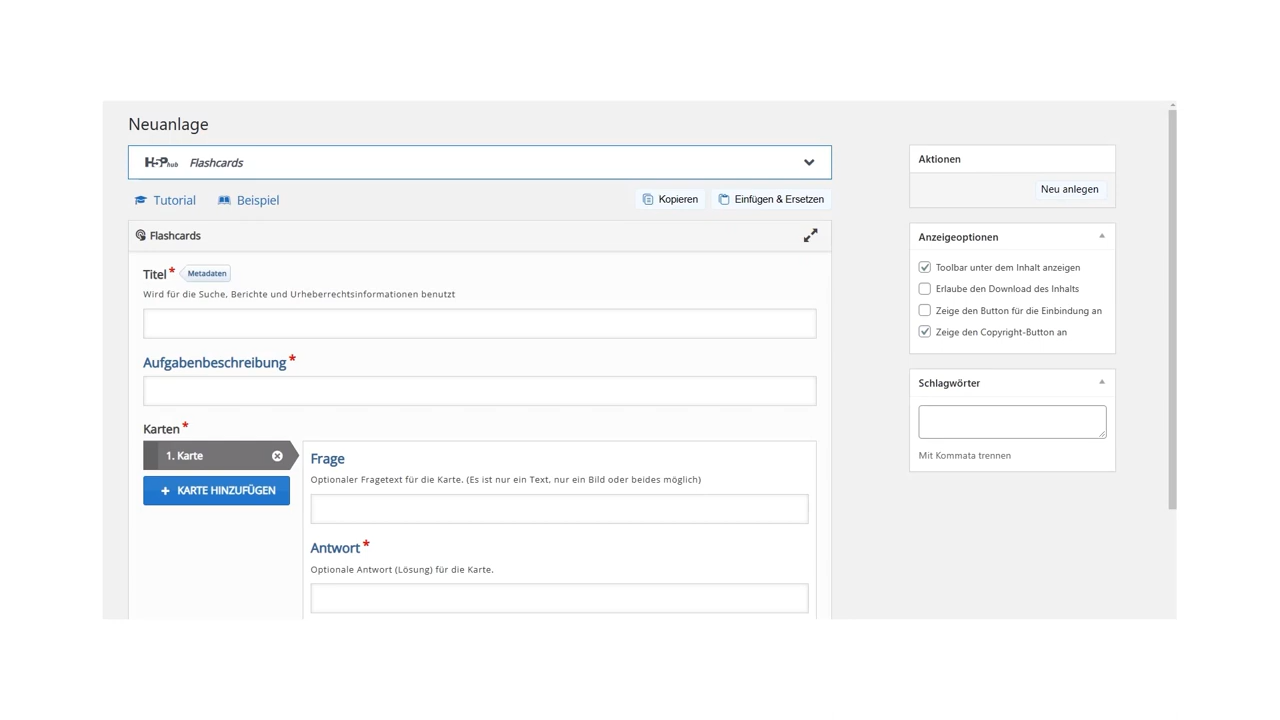 Neuanlage
H5P hub Flashcards
Tutorial Beispiel Kopieren Einfügen & Ersetzen
Flashcards
Titel * Metadaten
Wird für die Suche, Berichte und Urheberrechtsinformationen benutzt
Aufgabenbeschreibung *
Karten *
1. Karte
+ KARTE HINZUFÜGEN
Frage
Optionaler Fragetext für die Karte. (Es ist nur ein Text, nur ein Bild oder beides möglich)
Antwort *
Optionale Antwort (Lösung) für die Karte.
Aktionen
Neu anlegen
Anzeigeoptionen
Toolbar unter dem Inhalt anzeigen
Erlaube den Download des Inhalts
Zeige den Button für die Einbindung an
Zeige den Copyright-Button an
Schlagwörter
Mit Kommata trennen